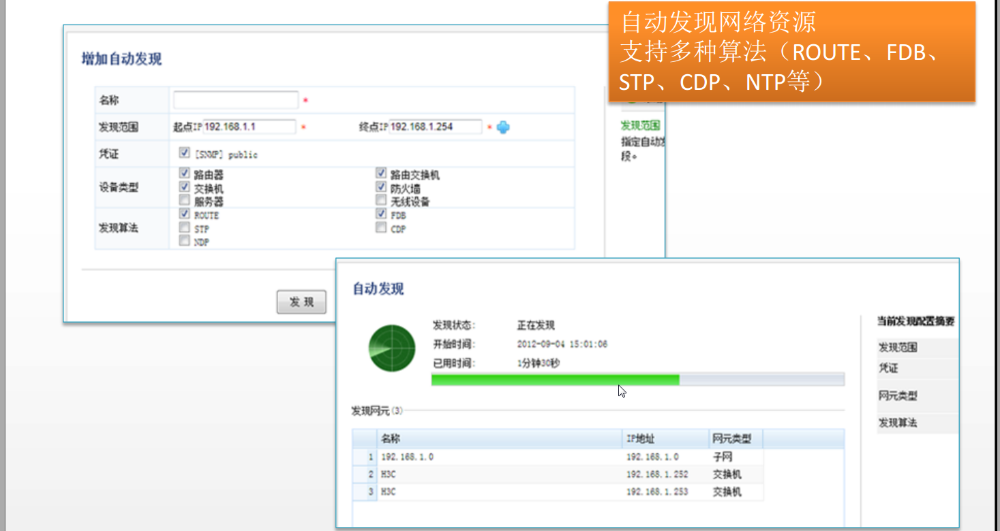 自动发现网络资源
支持多种算法（ROUTE、FDB、
STP、CDP、NTP等）
增加自动发现
名称 *
发现范围 起点IP 192.168.1.1 * 终点IP 192.168.1.254 *
凭证 [SNMP] public
设备类型 路由器 路由交换机
交换机 防火墙
服务器 无线设备
发现算法 ROUTE FDB
STP CDP
NDP
发 现
发现范围
指定自动发
段。
自动发现
发现状态: 正在发现
开始时间: 2012-09-04 15:01:06
已用时间: 1分钟30秒
发现网元(3)
名称 IP地址 网元类型
1 192.168.1.0 192.168.1.0 子网
2 H3C 192.168.1.252 交换机
3 H3C 192.168.1.253 交换机
当前发现配置摘要
发现范围
凭证
网元类型
发现算法